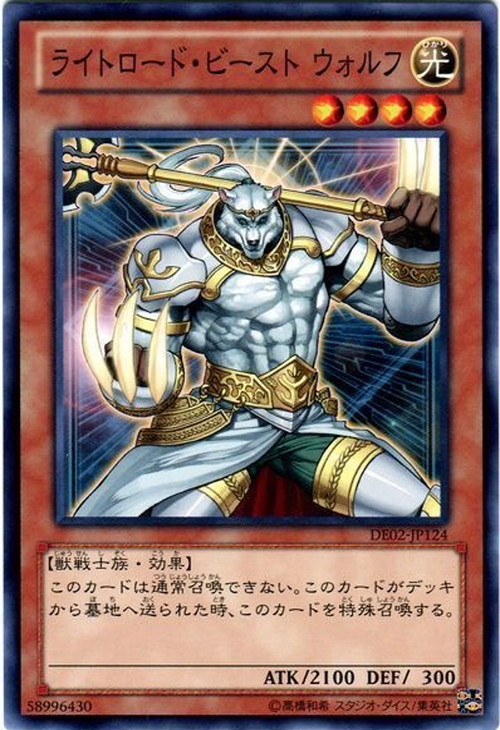 ライトロード・ビースト ウォルフ
光
DE02-JP124
【獣戦士族・効果】
このカードは通常召喚できない。このカードがデッキ
から墓地へ送られた時、このカードを特殊召喚する。
ATK/2100 DEF/ 300
58996430
©高橋和希 スタジオ・ダイス/集英社